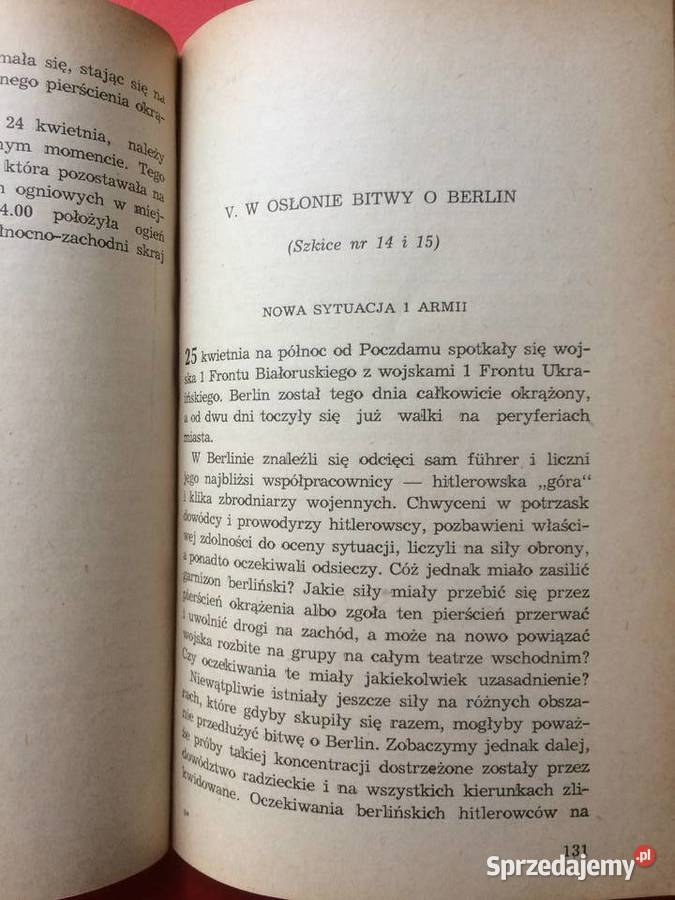 mała się, stając się na
nego pierścienia okrą-
24 kwietnia, należy
nym momencie. Tego
która pozostawała na
ogniowych w miej-
4.00 położyła ogień
łnocno-zachodni skraj
V. W OSŁONIE BITWY O BERLIN
(Szkice nr 14 i 15)
NOWA SYTUACJA 1 ARMII
25 kwietnia na północ od Poczdamu spotkały się woj-
ska 1 Frontu Białoruskiego z wojskami 1 Frontu Ukra-
ińskiego. Berlin został tego dnia całkowicie okrążony,
a od dwu dni toczyły się już walki na peryferiach
miasta.
W Berlinie znaleźli się odcięci sam führer i liczni
jego najbliżsi współpracownicy — hitlerowska „góra“
i klika zbrodniarzy wojennych. Chwyceni w potrzask
dowódcy i prowodyrzy hitlerowscy, pozbawieni właści-
wej zdolności do oceny sytuacji, liczyli na siły obrony,
a ponadto oczekiwali odsieczy. Cóż jednak miało zasilić
garnizon berliński? Jakie siły miały przebić się przez
pierścień okrążenia albo zgoła ten pierścień przerwać
i uwolnić drogi na zachód, a może na nowo powiązać
wojska rozbite na grupy na całym teatrze wschodnim?
Czy oczekiwania te miały jakiekolwiek uzasadnienie?
Niewątpliwie istniały jeszcze siły na różnych obsza-
rach, które gdyby skupiły się razem, mogłyby poważ-
nie przedłużyć bitwę o Berlin. Zobaczymy jednak dalej,
że próby takiej koncentracji dostrzeżone zostały przez
dowództwo radzieckie i na wszystkich kierunkach zli-
kwidowane. Oczekiwania berlińskich hitlerowców na
131
Sprzedajemy.pl